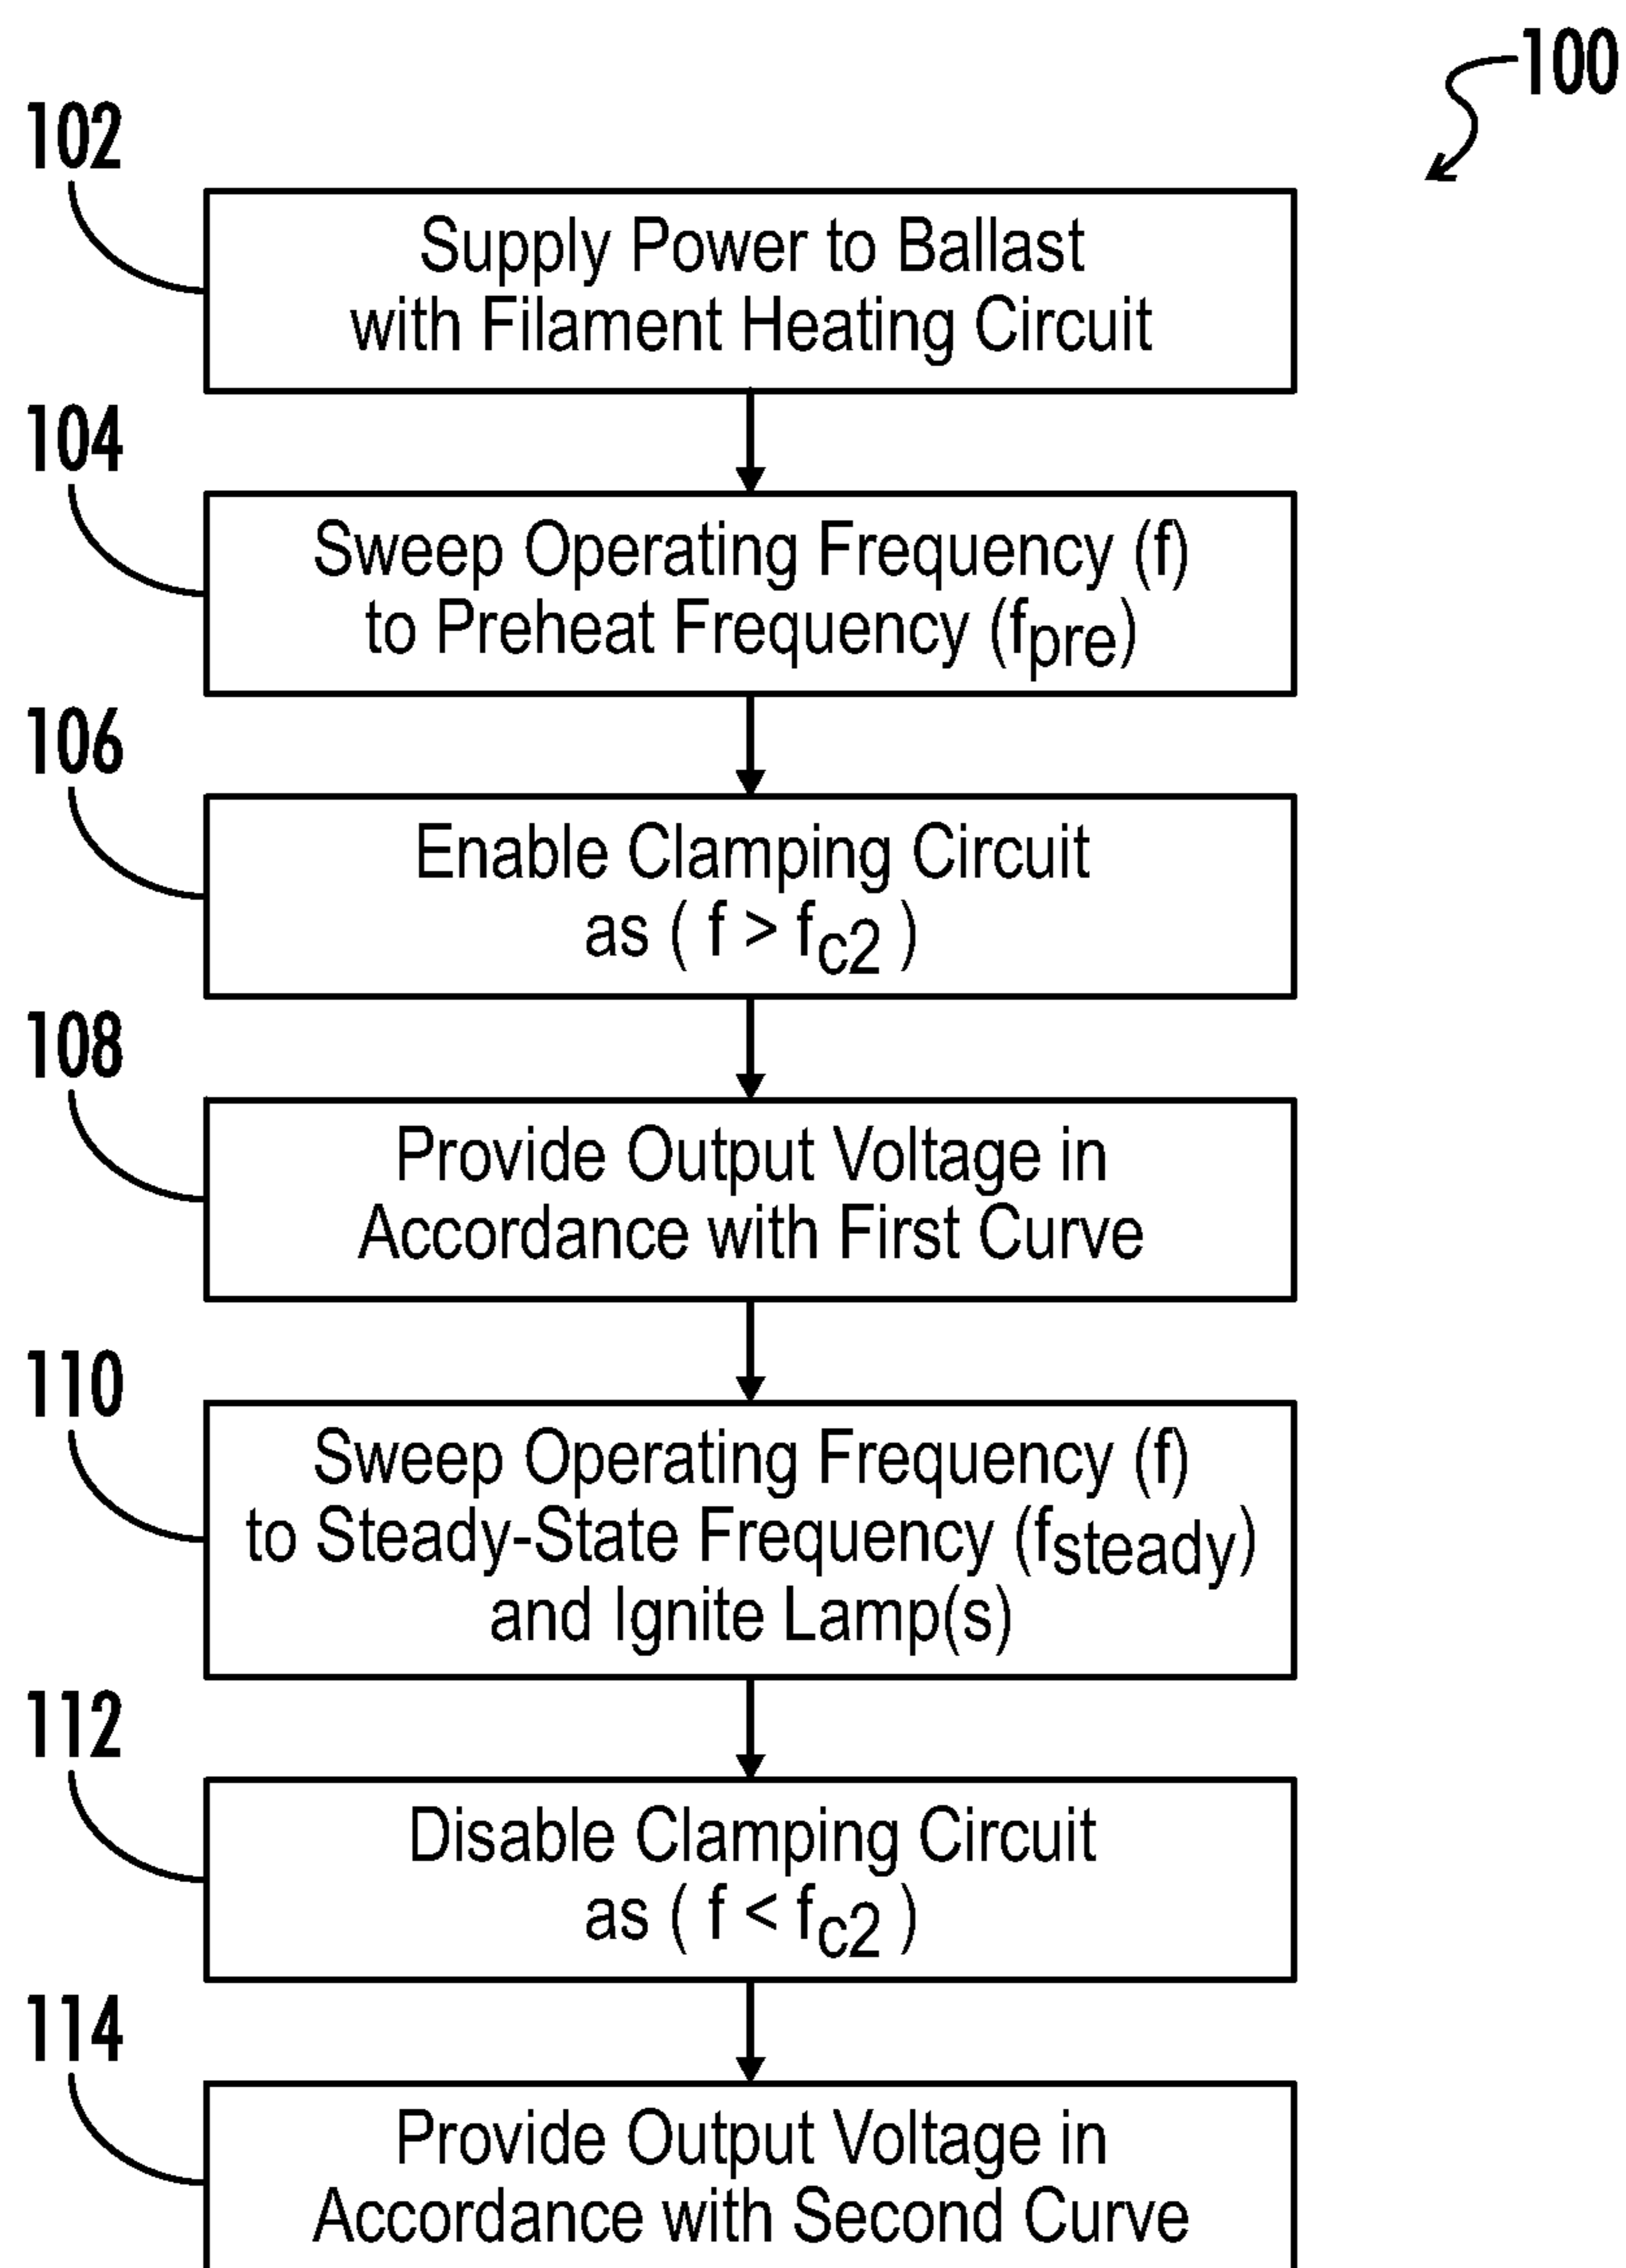 100
102
Supply Power to Ballast
with Filament Heating Circuit
104
Sweep Operating Frequency (f)
to Preheat Frequency (fpre)
106
Enable Clamping Circuit
as ( f > fc2 )
108
Provide Output Voltage in
Accordance with First Curve
110
Sweep Operating Frequency (f)
to Steady-State Frequency (fsteady)
and Ignite Lamp(s)
112
Disable Clamping Circuit
as ( f < fc2 )
114
Provide Output Voltage in
Accordance with Second Curve